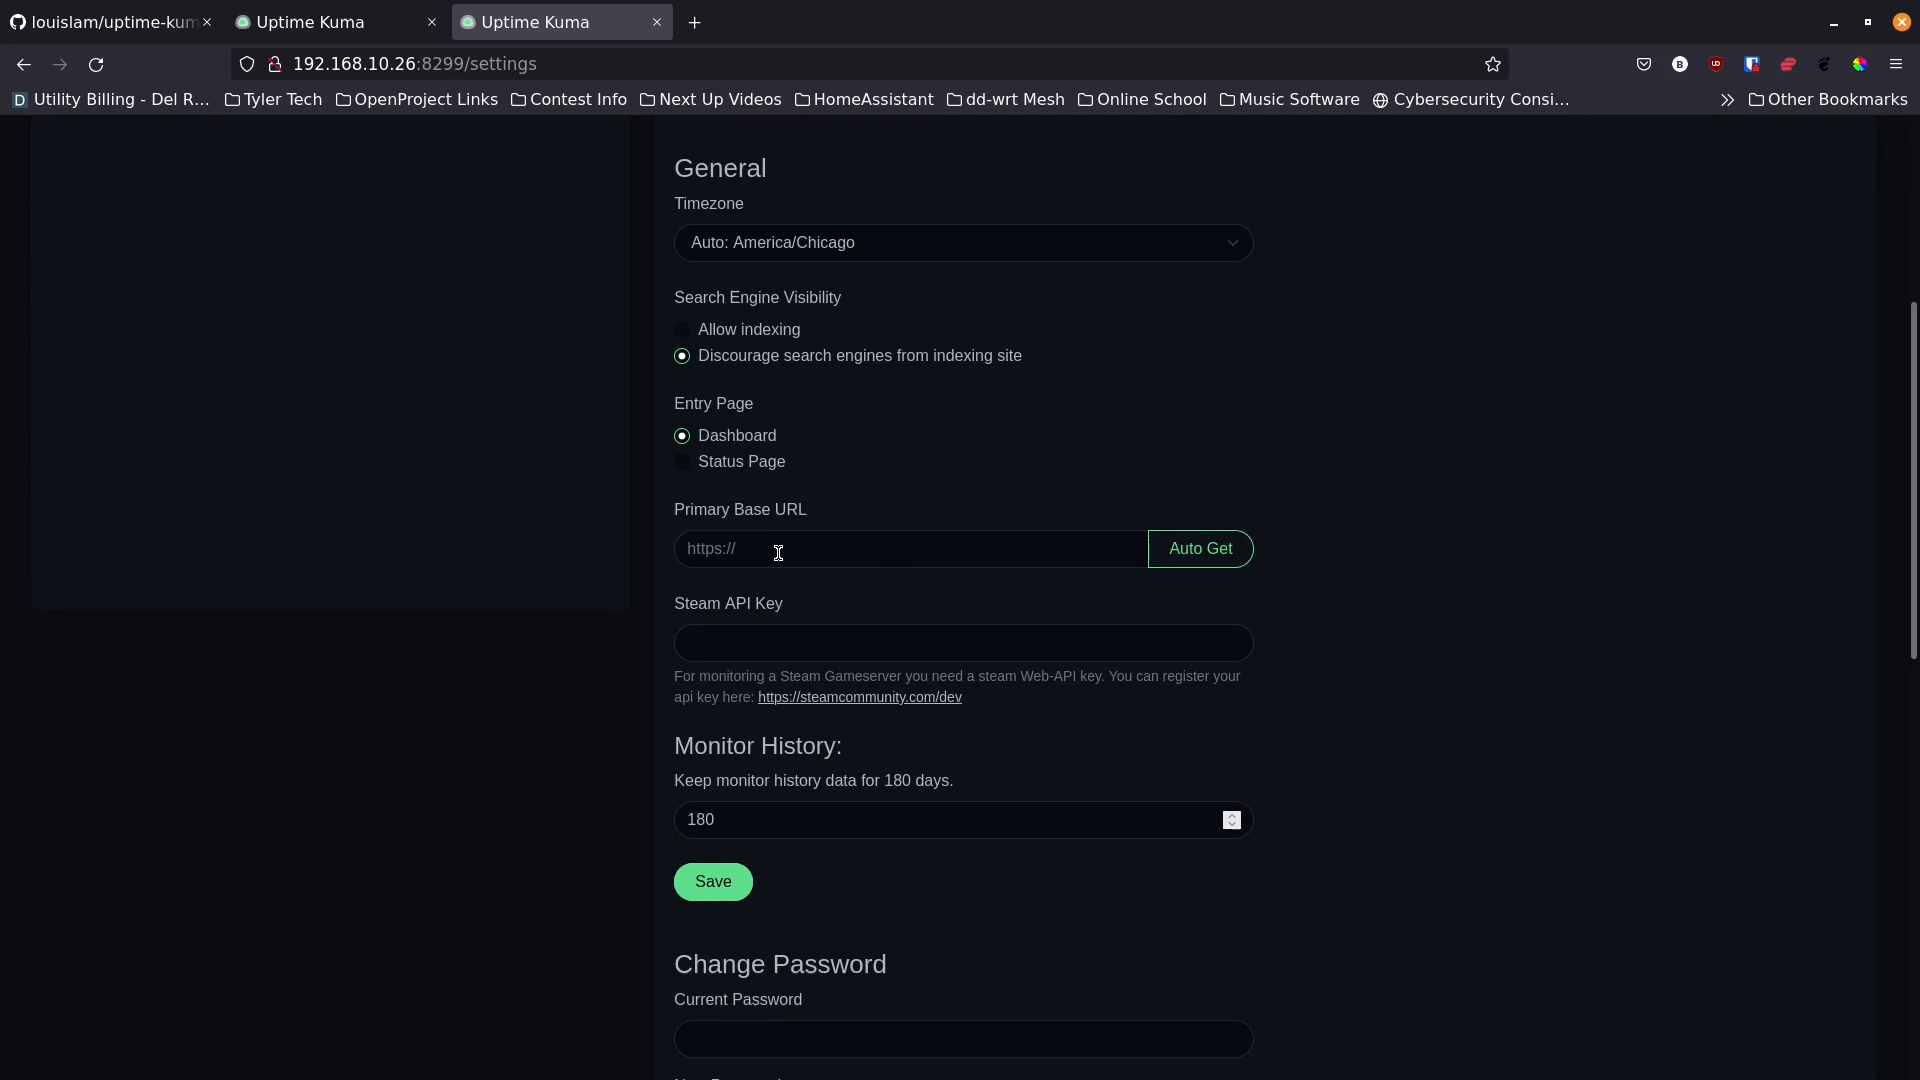 louislam/uptime-kum
Uptime Kuma
Uptime Kuma
192.168.10.26:8299/settings
Utility Billing - Del R...
Tyler Tech
OpenProject Links
Contest Info
Next Up Videos
HomeAssistant
dd-wrt Mesh
Online School
Music Software
Cybersecurity Consi...
Other Bookmarks
General
Timezone
Auto: America/Chicago
Search Engine Visibility
Allow indexing
Discourage search engines from indexing site
Entry Page
Dashboard
Status Page
Primary Base URL
https://
Auto Get
Steam API Key
For monitoring a Steam Gameserver you need a steam Web-API key. You can register your
api key here: https://steamcommunity.com/dev
Monitor History:
Keep monitor history data for 180 days.
180
Save
Change Password
Current Password